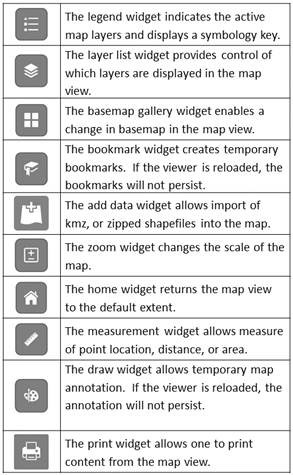 The legend widget indicates the active
map layers and displays a symbology key.
The layer list widget provides control of
which layers are displayed in the map
view.
The basemap gallery widget enables a
change in basemap in the map view.
The bookmark widget creates temporary
bookmarks. If the viewer is reloaded, the
bookmarks will not persist.
The add data widget allows import of
kmz, or zipped shapefiles into the map.
The zoom widget changes the scale of the
map.
The home widget returns the map view
to the default extent.
The measurement widget allows measure
of point location, distance, or area.
The draw widget allows temporary map
annotation. If the viewer is reloaded, the
annotation will not persist.
The print widget allows one to print
content from the map view.